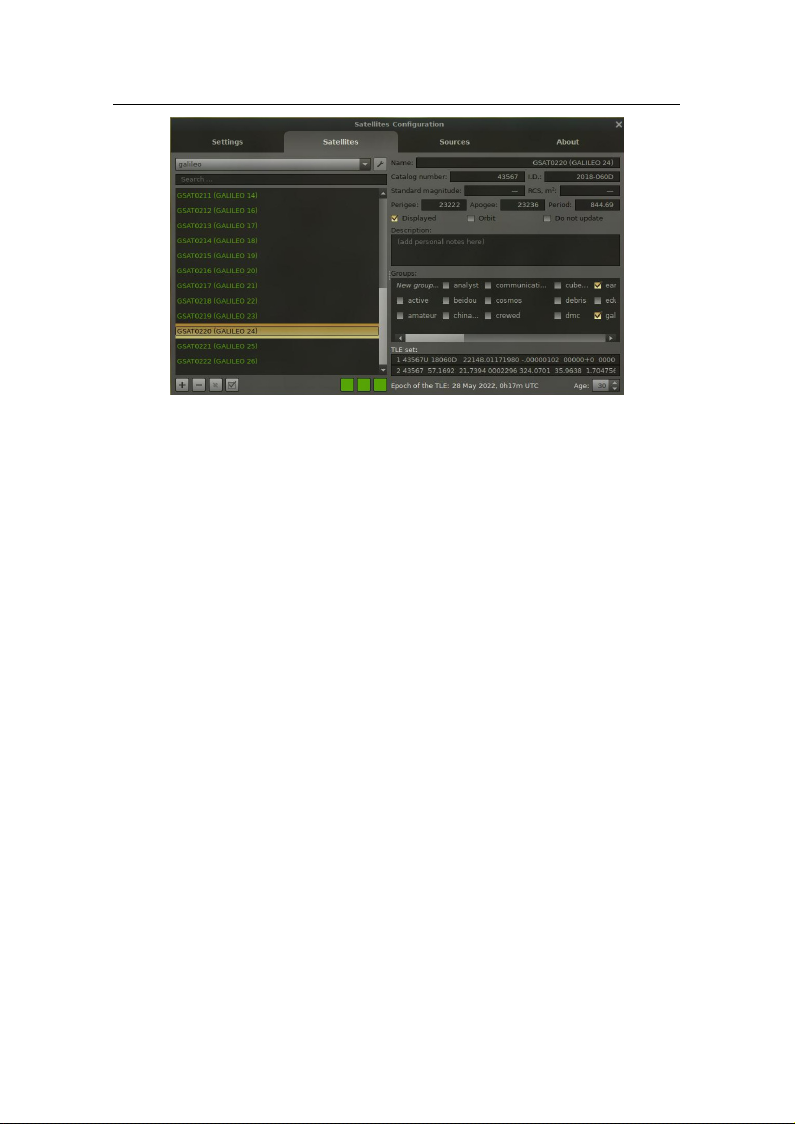 Satellites Configuration
Settings
Satellites
Sources
About
galileo
Search...
GSAT0211 (GALILEO 14)
GSAT0212 (GALILEO 16)
GSAT0213 (GALILEO 17)
GSAT0214 (GALILEO 18)
GSAT0215 (GALILEO 19)
GSAT0216 (GALILEO 20)
GSAT0217 (GALILEO 21)
GSAT0218 (GALILEO 22)
GSAT0219 (GALILEO 23)
GSAT0220 (GALILEO 24)
GSAT0221 (GALILEO 25)
GSAT0222 (GALILEO 26)
Name: GSAT0220 (GALILEO 24)
Catalog number: 43567 I.D.: 2018-060D
Standard magnitude: — RCS, m²: —
Perigee: 23222 Apogee: 23236 Period: 844.69
Displayed Orbit Do not update
Description:
(add personal notes here)
Groups:
New group... analyst communicati... cube... ear
active beidou cosmos debris edu
amateur china... crewed dmc gal
TLE set:
1 43567U 18060D 22148.01171980 -.00000102 00000+0 0000
2 43567 57.1692 21.7394 0002296 324.0701 35.9638 1.704756
Epoch of the TLE: 28 May 2022, 0h17m UTC Age: 30